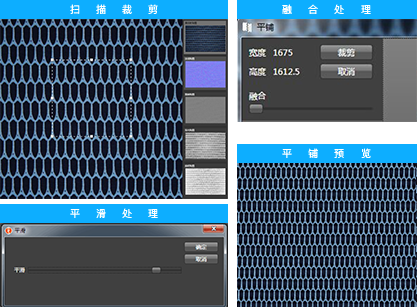 扫描裁剪
融合处理
平铺
宽度 1675 裁剪
高度 1612.5 取消
融合
平滑处理
平滑
确定
取消
平滑
平铺预览